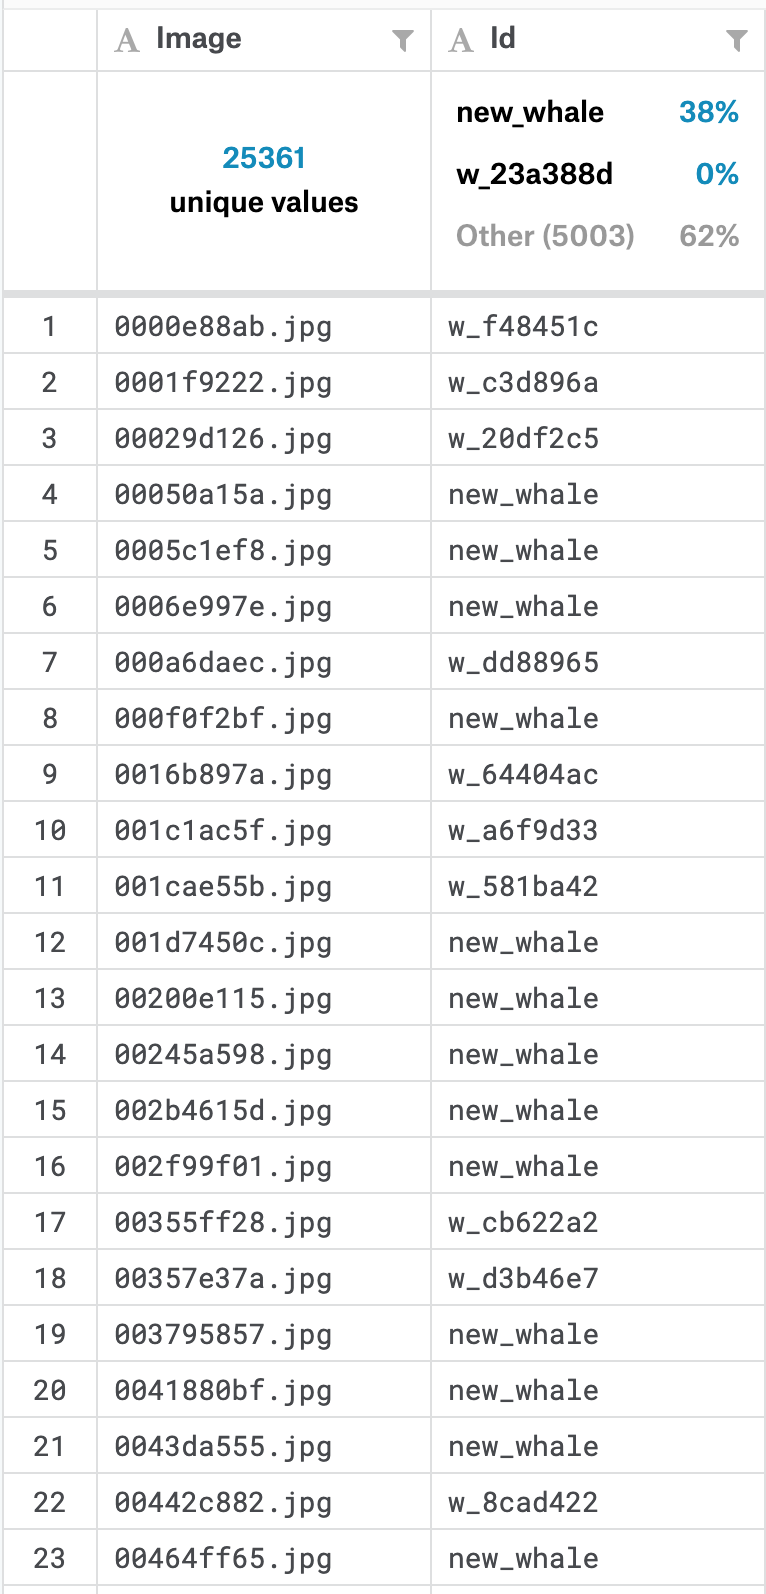 A Image A Id
25361
unique values
new_whale 38%
w_23a388d 0%
Other (5003) 62%
1 0000e88ab.jpg w_f48451c
2 0001f9222.jpg w_c3d896a
3 00029d126.jpg w_20df2c5
4 00050a15a.jpg new_whale
5 0005c1ef8.jpg new_whale
6 0006e997e.jpg new_whale
7 000a6daec.jpg w_dd88965
8 000f0f2bf.jpg new_whale
9 0016b897a.jpg w_64404ac
10 001c1ac5f.jpg w_a6f9d33
11 001cae55b.jpg w_581ba42
12 001d7450c.jpg new_whale
13 00200e115.jpg new_whale
14 00245a598.jpg new_whale
15 002b4615d.jpg new_whale
16 002f99f01.jpg new_whale
17 00355ff28.jpg w_cb622a2
18 00357e37a.jpg w_d3b46e7
19 003795857.jpg new_whale
20 0041880bf.jpg new_whale
21 0043da555.jpg new_whale
22 00442c882.jpg w_8cad422
23 00464ff65.jpg new_whale